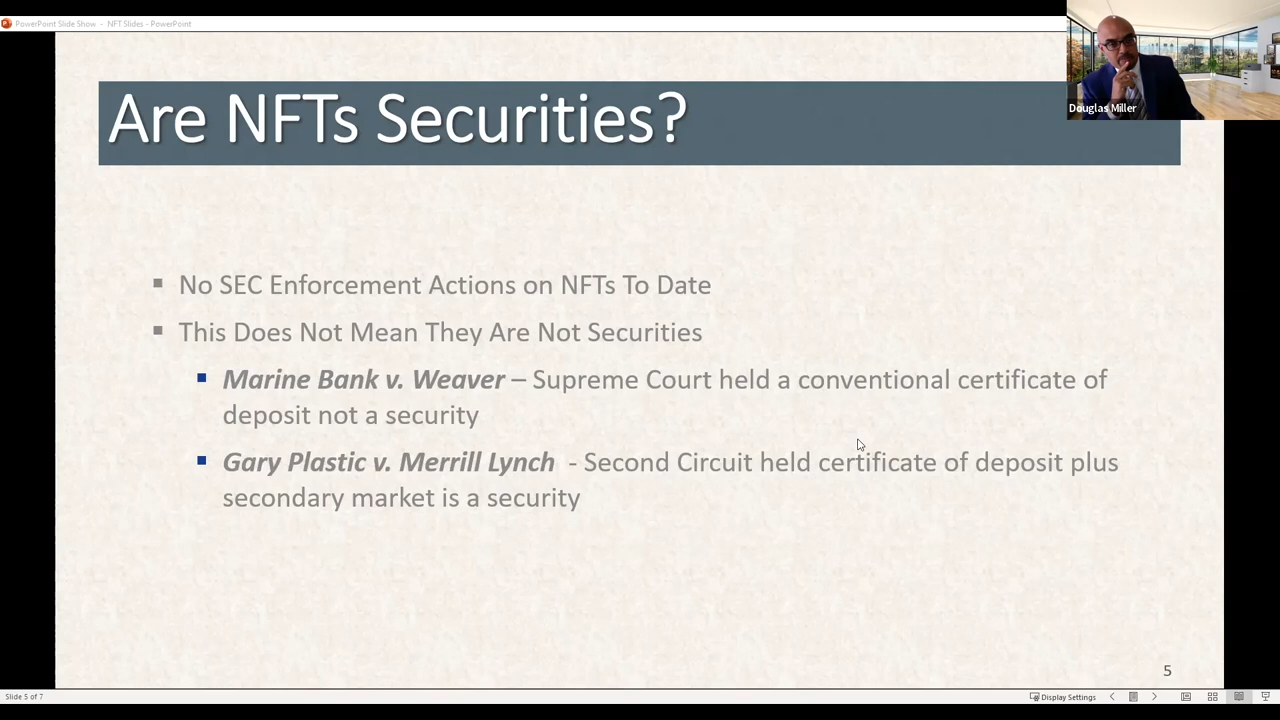 PowerPoint Slide Show - NFT Slides - PowerPoint
Douglas Miller
Are NFTs Securities?
No SEC Enforcement Actions on NFTs To Date
This Does Not Mean They Are Not Securities
Marine Bank v. Weaver – Supreme Court held a conventional certificate of
deposit not a security
Gary Plastic v. Merrill Lynch - Second Circuit held certificate of deposit plus
secondary market is a security
5
Slide 5 of 7
Display Settings